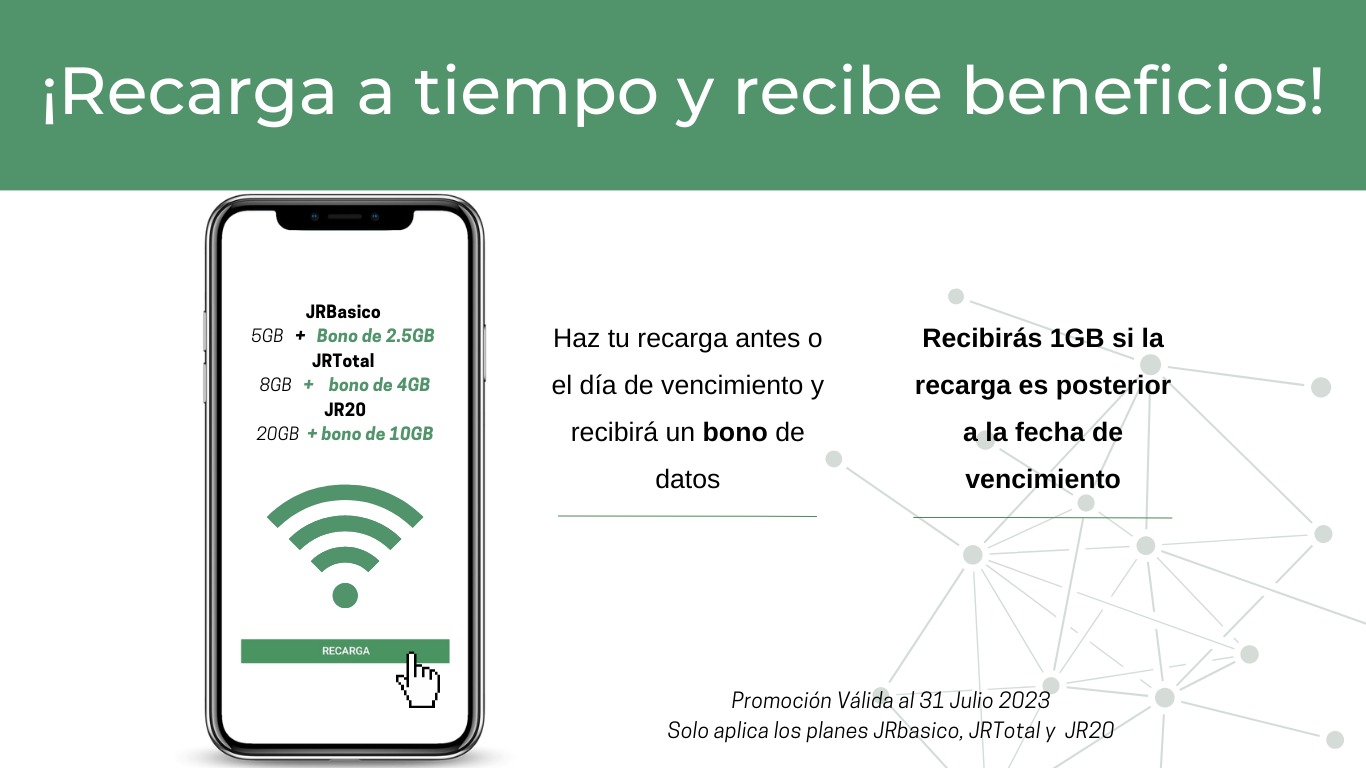 ¡Recarga a tiempo y recibe beneficios!
JRBasico
5GB + Bono de 2.5GB
JRTotal
8GB + bono de 4GB
JR20
20GB + bono de 10GB
RECARGA
Haz tu recarga antes o
el día de vencimiento y
recibirá un bono de
datos
Recibirás 1GB si la
recarga es posterior
a la fecha de
vencimiento
Promoción Válida al 31 Julio 2023
Solo aplica los planes JRbasico, JRTotal y JR20